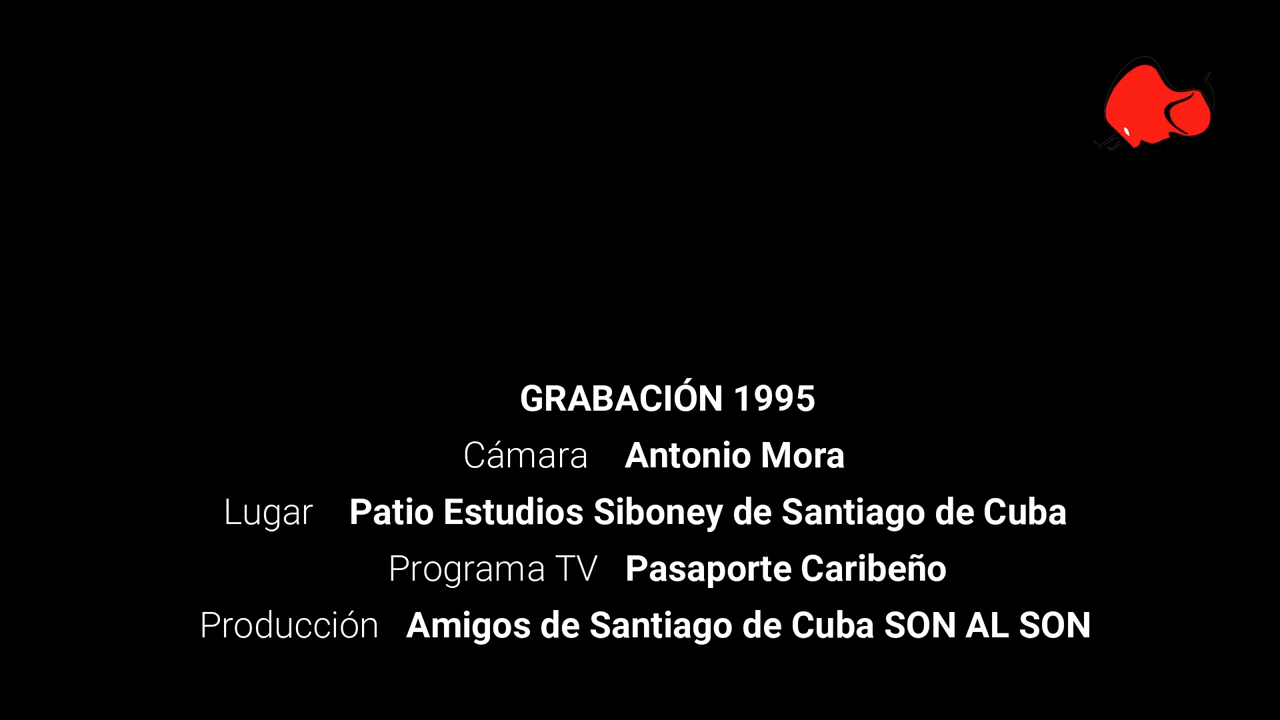 GRABACIÓN 1995
Cámara Antonio Mora
Lugar Patio Estudios Siboney de Santiago de Cuba
Programa TV Pasaporte Caribeño
Producción Amigos de Santiago de Cuba SON AL SON